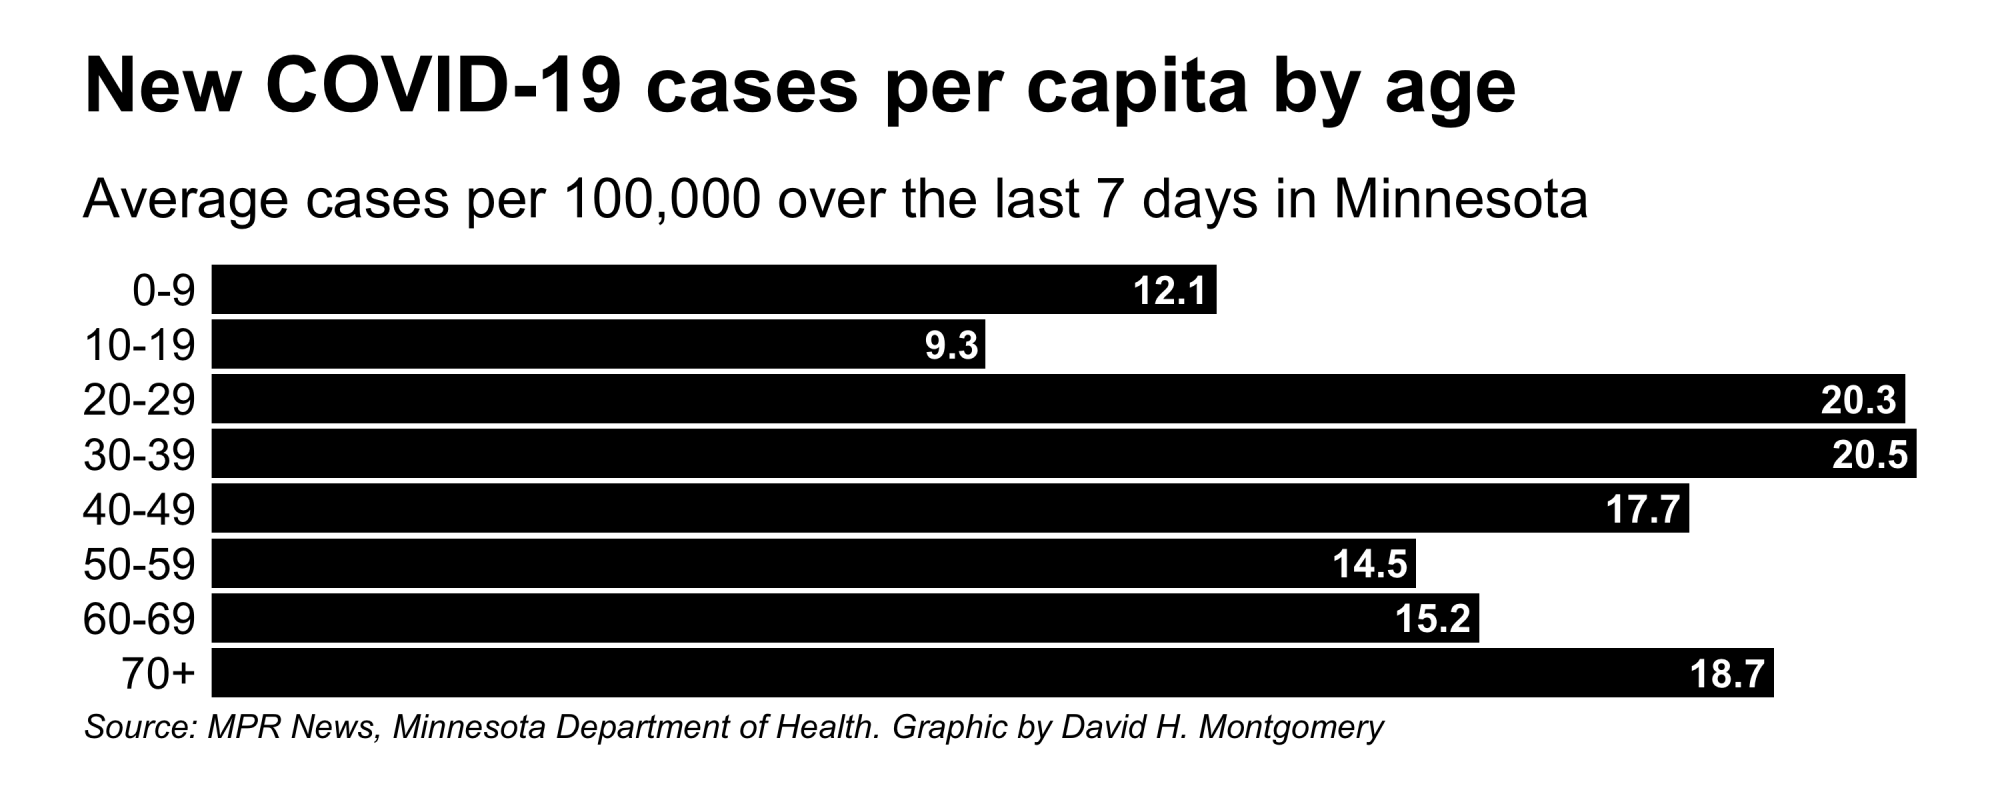 New COVID-19 cases per capita by age
Average cases per 100,000 over the last 7 days in Minnesota
0-9 12.1
10-19 9.3
20-29 20.3
30-39 20.5
40-49 17.7
50-59 14.5
60-69 15.2
70+ 18.7
Source: MPR News, Minnesota Department of Health. Graphic by David H. Montgomery